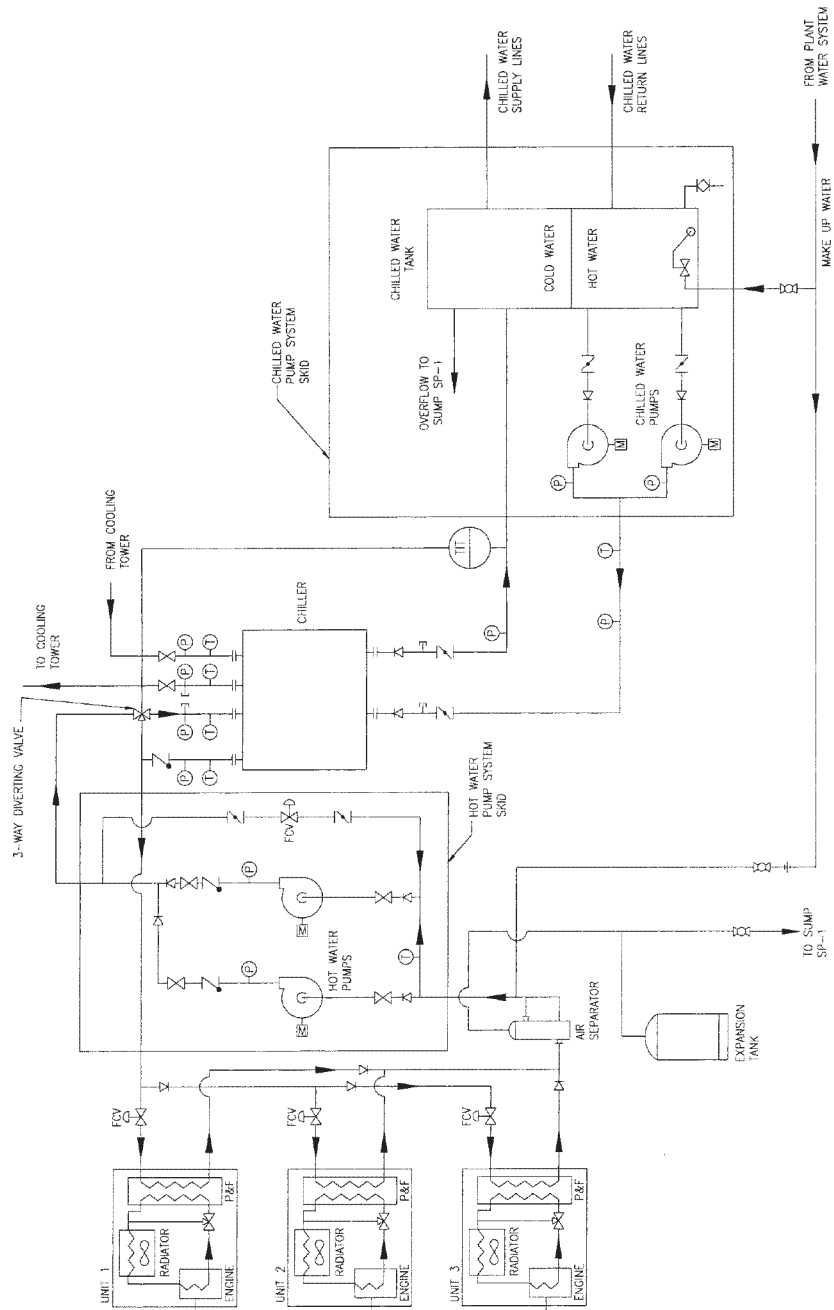 UNIT 1
RADIATOR
ENGINE
P&F
FCV
UNIT 2
RADIATOR
ENGINE
P&F
FCV
UNIT 3
RADIATOR
ENGINE
P&F
FCV
3-WAY DIVERTING VALVE
TO COOLING
TOWER
FROM COOLING
TOWER
P
T
P
T
P
T
P
T
CHILLER
HOT WATER
PUMP SYSTEM
SKID
FCV
P
M
P
M
HOT WATER
PUMPS
T
AIR
SEPARATOR
EXPANSION
TANK
TO SUMP
SP-1
CHILLED WATER
PUMP SYSTEM
SKID
TIT
P
T
P
OVERFLOW TO
SUMP SP-1
CHILLED WATER
TANK
COLD WATER
HOT WATER
P
M
P
M
CHILLED WATER
PUMPS
CHILLED WATER
SUPPLY LINES
CHILLED WATER
RETURN LINES
FROM PLANT
WATER SYSTEM
MAKE UP WATER